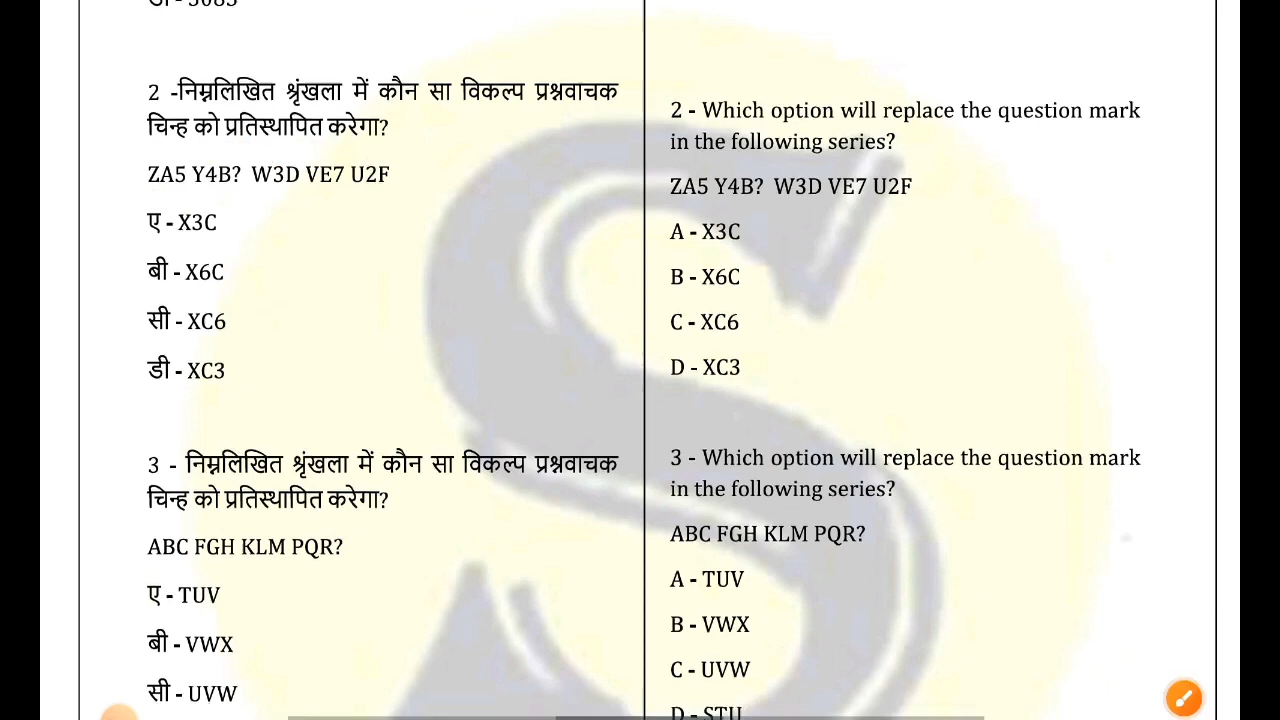 2 -निम्नलिखित श्रृंखला में कौन सा विकल्प प्रश्नवाचक
चिन्ह को प्रतिस्थापित करेगा?
ZA5 Y4B?  W3D VE7 U2F
ए - X3C
बी - X6C
सी - XC6
डी - XC3
3 - निम्नलिखित श्रृंखला में कौन सा विकल्प प्रश्नवाचक
चिन्ह को प्रतिस्थापित करेगा?
ABC FGH KLM PQR?
ए - TUV
बी - VWX
सी - UVW
2 - Which option will replace the question mark
in the following series?
ZA5 Y4B?  W3D VE7 U2F
A - X3C
B - X6C
C - XC6
D - XC3
3 - Which option will replace the question mark
in the following series?
ABC FGH KLM PQR?
A - TUV
B - VWX
C - UVW
D - STU